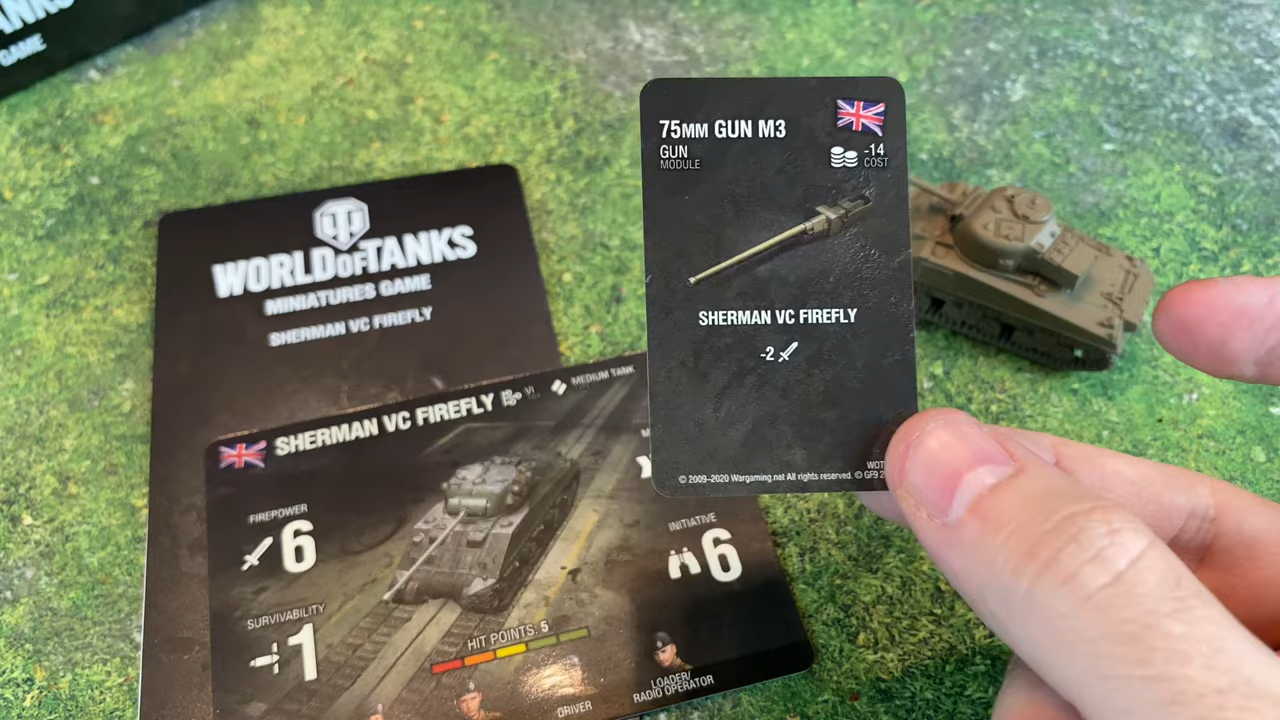 GAME
WORLD OF TANKS
MINIATURES GAME
SHERMAN VC FIREFLY
75MM GUN M3
GUN
MODULE
-14
COST
SHERMAN VC FIREFLY
-2
© 2009–2020 Wargaming.net All rights reserved. © GF9
SHERMAN VC FIREFLY
VI
MEDIUM TANK
FIREPOWER
6
SURVIVABILITY
1
INITIATIVE
6
HIT POINTS: 5
DRIVER
LOADER/
RADIO OPERATOR